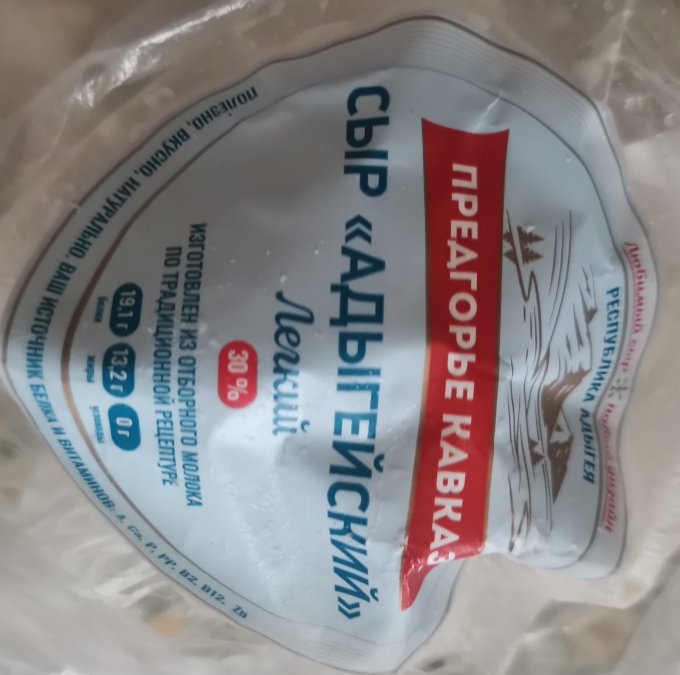 Любимый сыр
РЕСПУБЛИКА АДЫГЕЯ
ПРЕДГОРЬЕ КАВКАЗ
СЫР «АДЫГЕЙСКИЙ»
Легкий
30 %
ИЗГОТОВЛЕН ИЗ ОТБОРНОГО МОЛОКА
ПО ТРАДИЦИОННОЙ РЕЦЕПТУРЕ
19,1 г 13,2 г 0 г
белки жиры углеводы
ПОЛЕЗНО, ВКУСНО, НАТУРАЛЬНО, ВАШ ИСТОЧНИК БЕЛКА И ВИТАМИНОВ: A, Ca, P, PP, B2, B12, Zn